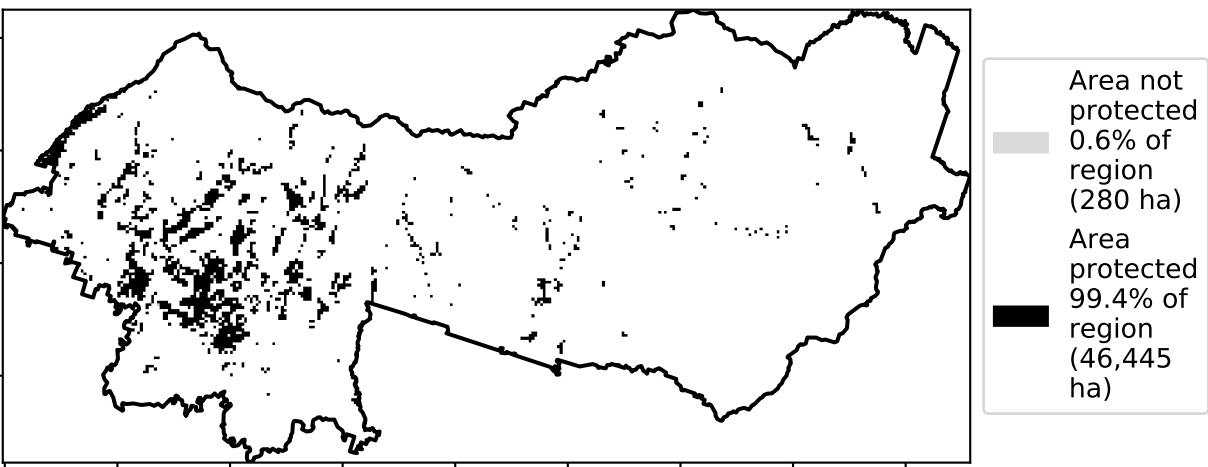 Area not
protected
0.6% of
region
(280 ha)
Area
protected
99.4% of
region
(46,445
ha)